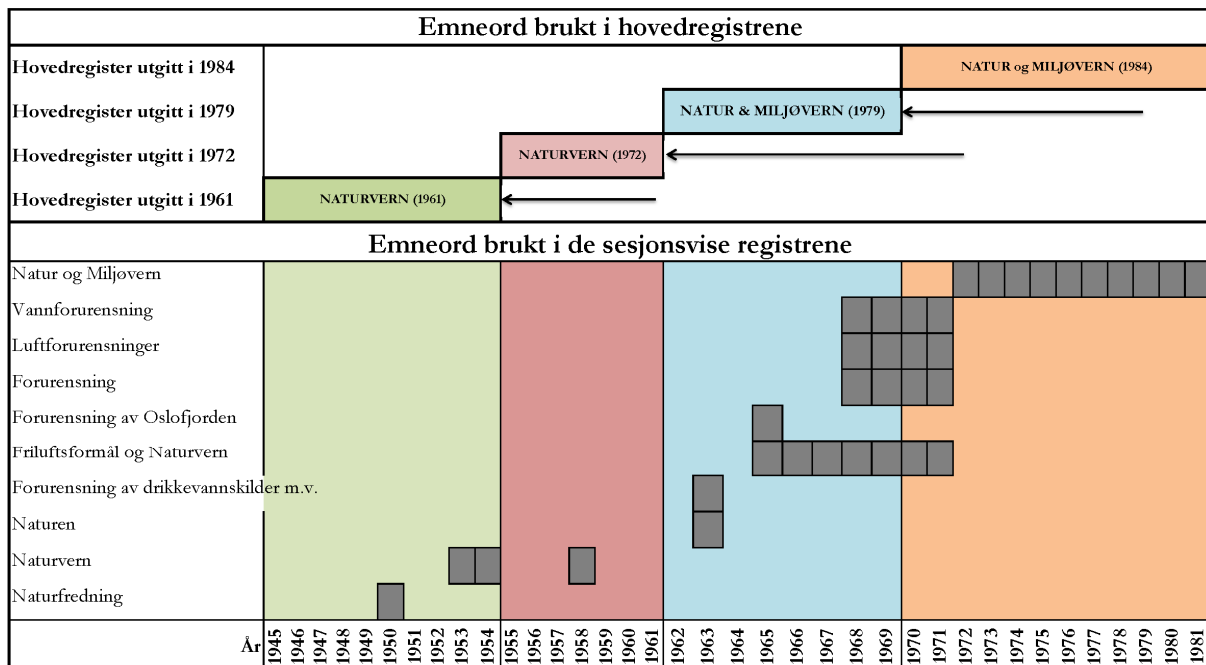 Emneord brukt i hovedregistrene
Hovedregister utgitt i 1984
NATUR og MILJØVERN (1984)
Hovedregister utgitt i 1979
NATUR & MILJØVERN (1979)
Hovedregister utgitt i 1972
NATURVERN (1972)
Hovedregister utgitt i 1961
NATURVERN (1961)
Emneord brukt i de sesjonsvise registrene
Natur og Miljøvern
Vannforurensning
Luftforurensninger
Forurensning
Forurensning av Oslofjorden
Friluftsformål og Naturvern
Forurensning av drikkevannskilder m.v.
Naturen
Naturvern
Naturfredning
År 1945 1946 1947 1948 1949 1950 1951 1952 1953 1954 1955 1956 1957 1958 1959 1960 1961 1962 1963 1964 1965 1966 1967 1968 1969 1970 1971 1972 1973 1974 1975 1976 1977 1978 1979 1980 1981